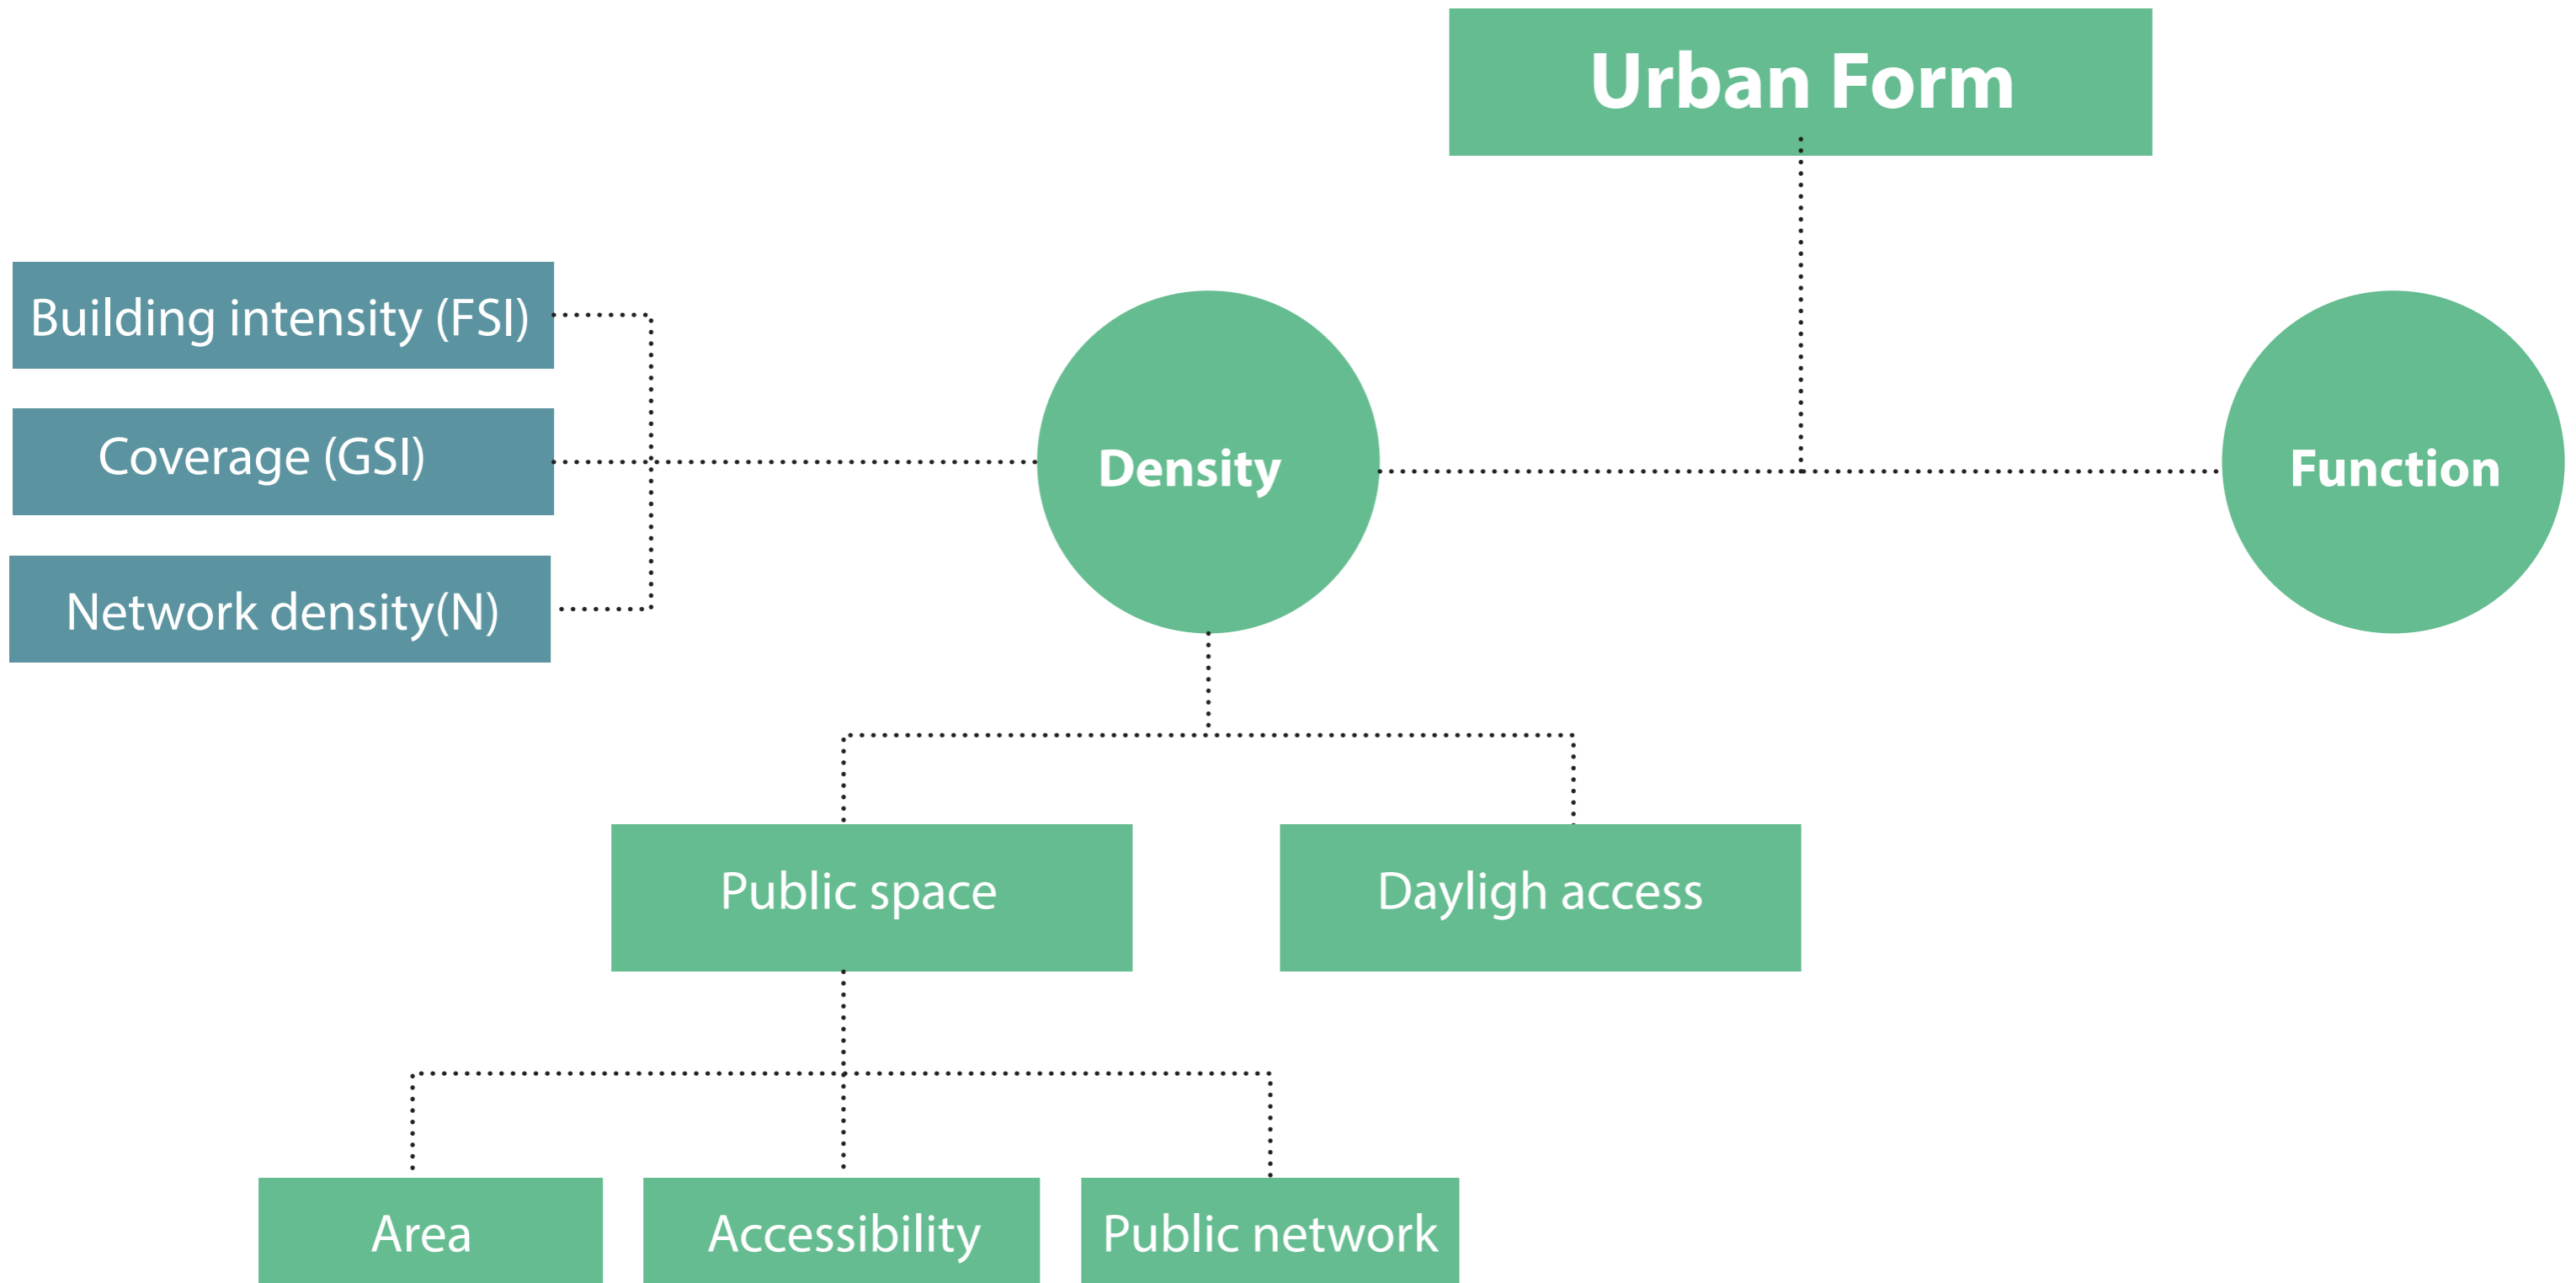 Urban Form
Building intensity (FSI)
Coverage (GSI)
Network density(N)
Density
Function
Public space
Dayligh access
Area
Accessibility
Public network